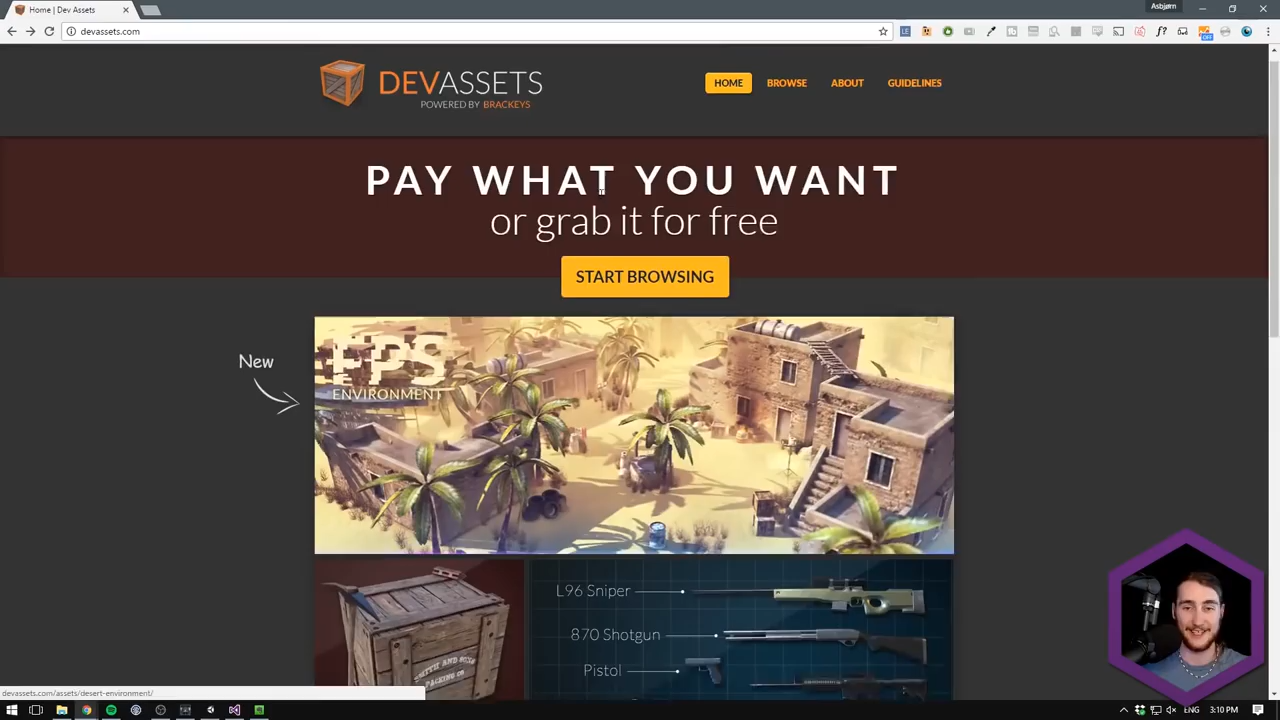 Home | Dev Assets
Asbjørn
devassets.com
DEVASSETS
POWERED BY BRACKEYS
HOME
BROWSE
ABOUT
GUIDELINES
PAY WHAT YOU WANT
or grab it for free
START BROWSING
New
FPS
ENVIRONMENT
L96 Sniper
870 Shotgun
Pistol
devassets.com/assets/desert-environment/
ENG
3:10 PM